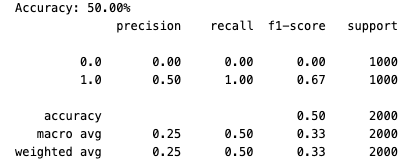 Accuracy: 50.00%
precision recall f1-score support
0.0 0.00 0.00 0.00 1000
1.0 0.50 1.00 0.67 1000
accuracy 0.50 2000
macro avg 0.25 0.50 0.33 2000
weighted avg 0.25 0.50 0.33 2000